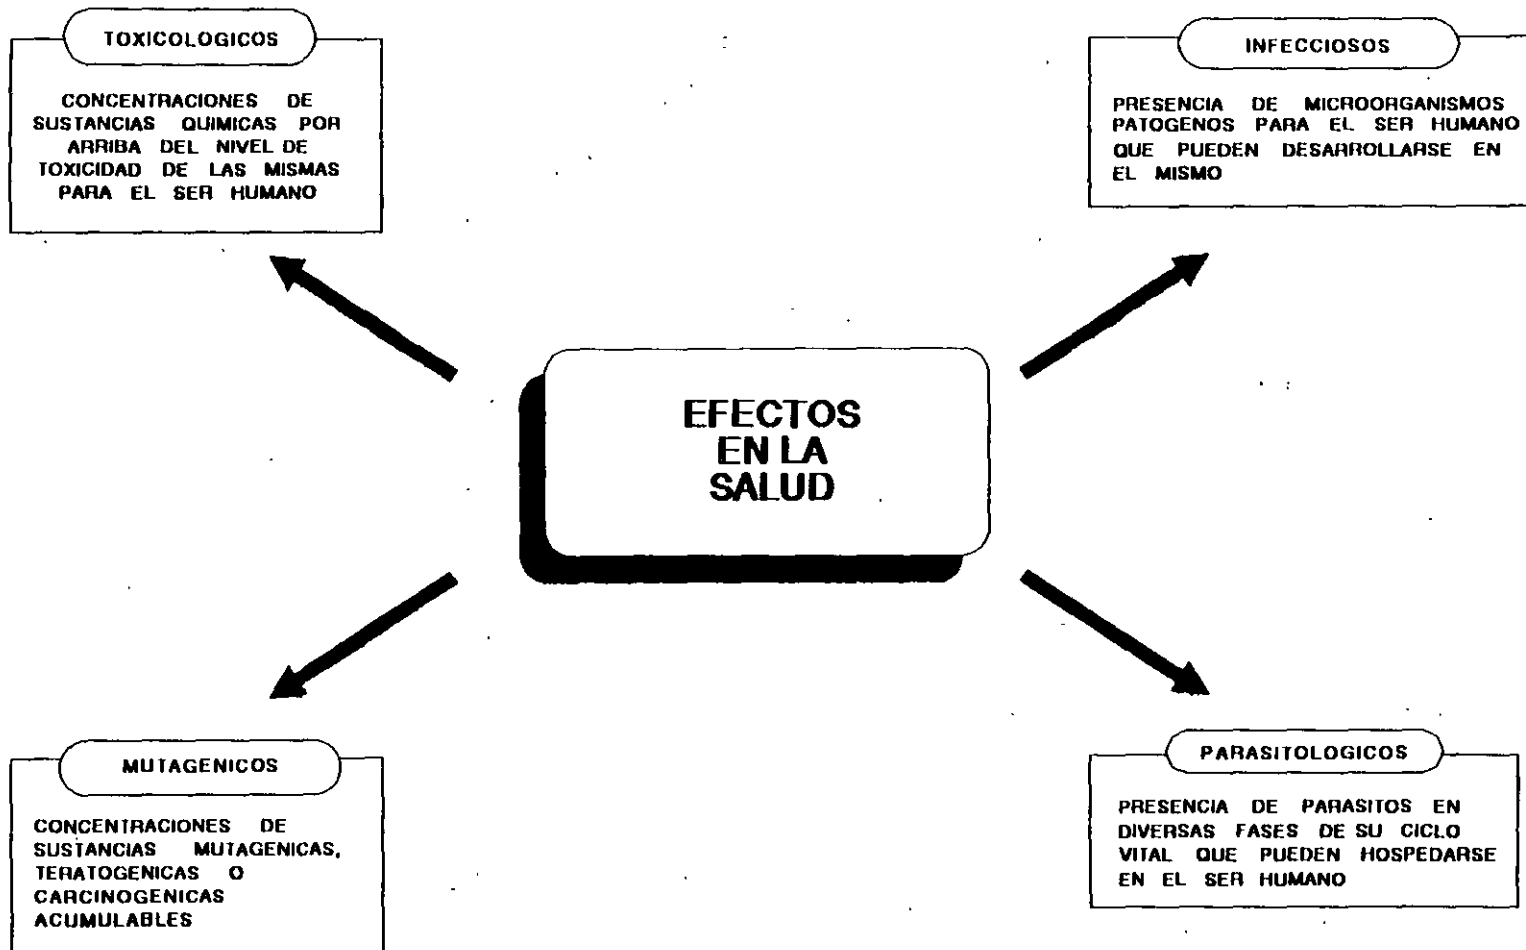 TOXICOLOGICOS
CONCENTRACIONES DE
SUSTANCIAS QUIMICAS POR
ARRIBA DEL NIVEL DE
TOXICIDAD DE LAS MISMAS
PARA EL SER HUMANO
INFECCIOSOS
PRESENCIA DE MICROORGANISMOS
PATOGENOS PARA EL SER HUMANO
QUE PUEDEN DESARROLLARSE EN
EL MISMO
EFECTOS
EN LA
SALUD
MUTAGENICOS
CONCENTRACIONES DE
SUSTANCIAS MUTAGENICAS,
TERATOGENICAS O
CARCINOGENICAS
ACUMULABLES
PARASITOLOGICOS
PRESENCIA DE PARASITOS EN
DIVERSAS FASES DE SU CICLO
VITAL QUE PUEDEN HOSPEDARSE
EN EL SER HUMANO